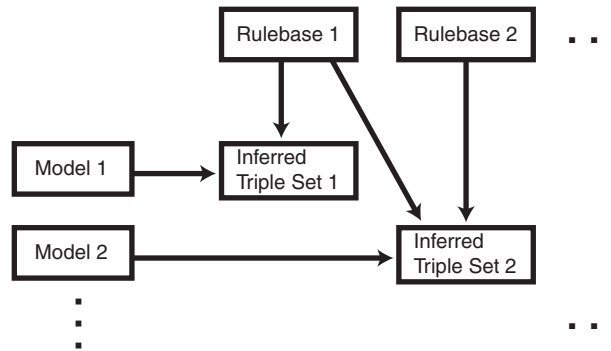 Rulebase 1
Rulebase 2
Model 1
Inferred
Triple Set 1
Model 2
Inferred
Triple Set 2